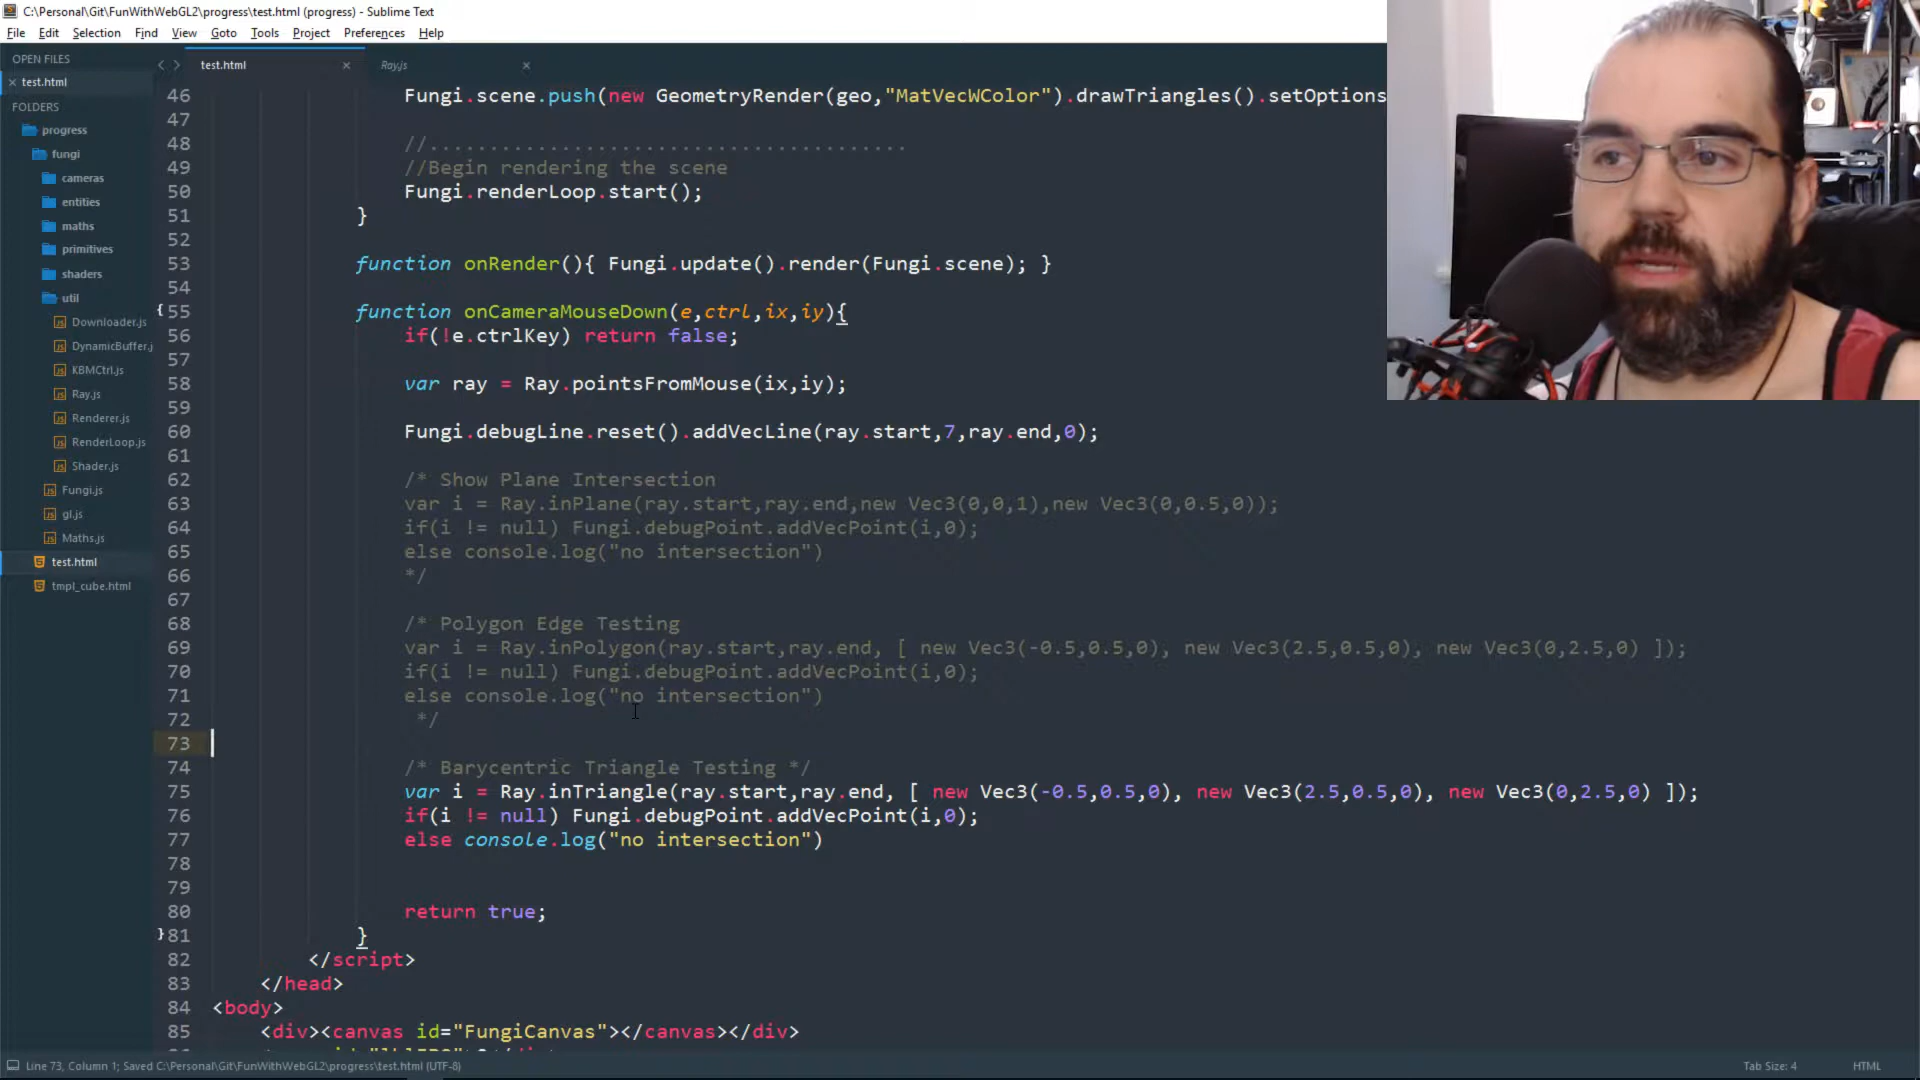 C:\Personal\Git\FunWithWebGL2\progress\test.html (progress) - Sublime Text
File Edit Selection Find View Goto Tools Project Preferences Help
OPEN FILES
test.html
FOLDERS
progress
fungi
cameras
entities
maths
primitives
shaders
util
Downloader.js
DynamicBuffer.j
KBMCtrl.js
Ray.js
Renderer.js
RenderLoop.js
Shader.js
Fungi.js
gl.js
Maths.js
test.html
tmpl_cube.html
test.html
Ray.js
46 Fungi.scene.push(new GeometryRender(geo,"MatVecWColor").drawTriangles().setOptions
47
48 //........................................
49 //Begin rendering the scene
50 Fungi.renderLoop.start();
51 }
52
53 function onRender(){ Fungi.update().render(Fungi.scene); }
54
55 function onCameraMouseDown(e,ctrl,ix,iy){
56 if(!e.ctrlKey) return false;
57
58 var ray = Ray.pointsFromMouse(ix,iy);
59
60 Fungi.debugLine.reset().addVecLine(ray.start,7,ray.end,0);
61
62 /* Show Plane Intersection
63 var i = Ray.inPlane(ray.start,ray.end,new Vec3(0,0,1),new Vec3(0,0.5,0));
64 if(i != null) Fungi.debugPoint.addVecPoint(i,0);
65 else console.log("no intersection")
66 */
67
68 /* Polygon Edge Testing
69 var i = Ray.inPolygon(ray.start,ray.end, [ new Vec3(-0.5,0.5,0), new Vec3(2.5,0.5,0), new Vec3(0,2.5,0) ]);
70 if(i != null) Fungi.debugPoint.addVecPoint(i,0);
71 else console.log("no intersection")
72 */
73
74 /* Barycentric Triangle Testing */
75 var i = Ray.inTriangle(ray.start,ray.end, [ new Vec3(-0.5,0.5,0), new Vec3(2.5,0.5,0), new Vec3(0,2.5,0) ]);
76 if(i != null) Fungi.debugPoint.addVecPoint(i,0);
77 else console.log("no intersection")
78
79
80 return true;
81 }
82 </script>
83 </head>
84 <body>
85 <div><canvas id="FungiCanvas"></canvas></div>
Line 73, Column 1; Saved C:\Personal\Git\FunWithWebGL2\progress\test.html (UTF-8)
Tab Size: 4
HTML